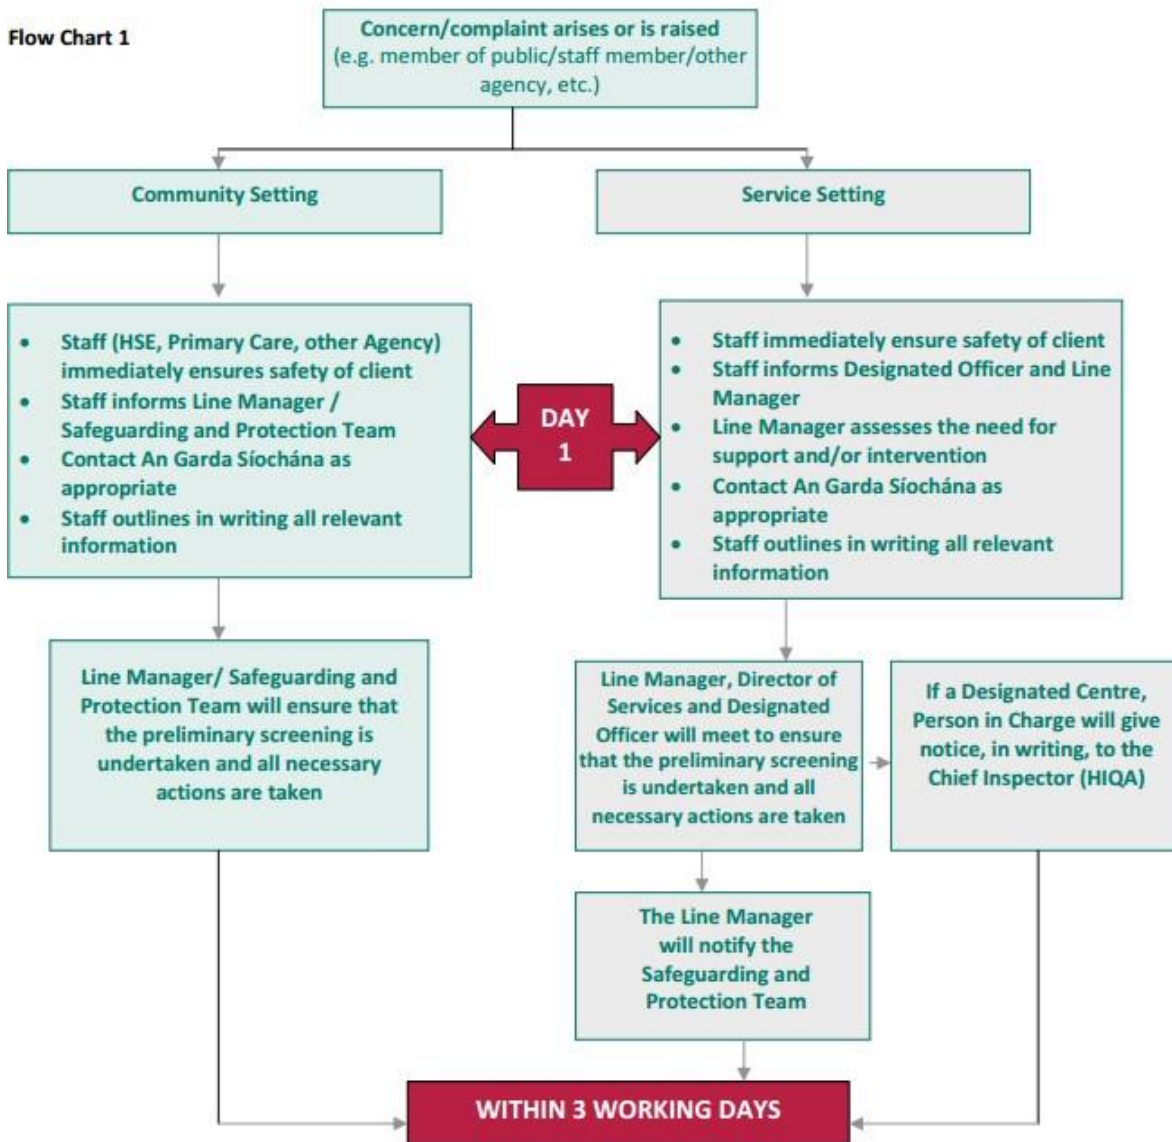 Flow Chart 1
Concern/complaint arises or is raised
(e.g. member of public/staff member/other
agency, etc.)
Community Setting
Service Setting
• Staff (HSE, Primary Care, other Agency)
immediately ensures safety of client
• Staff informs Line Manager /
Safeguarding and Protection Team
• Contact An Garda Síochána as
appropriate
• Staff outlines in writing all relevant
information
DAY
1
• Staff immediately ensure safety of client
• Staff informs Designated Officer and Line
Manager
• Line Manager assesses the need for
support and/or intervention
• Contact An Garda Síochána as
appropriate
• Staff outlines in writing all relevant
information
Line Manager/ Safeguarding and
Protection Team will ensure that
the preliminary screening is
undertaken and all necessary
actions are taken
Line Manager, Director of
Services and Designated
Officer will meet to ensure
that the preliminary screening
is undertaken and all
necessary actions are taken
If a Designated Centre,
Person in Charge will give
notice, in writing, to the
Chief Inspector (HIQA)
The Line Manager
will notify the
Safeguarding and
Protection Team
WITHIN 3 WORKING DAYS